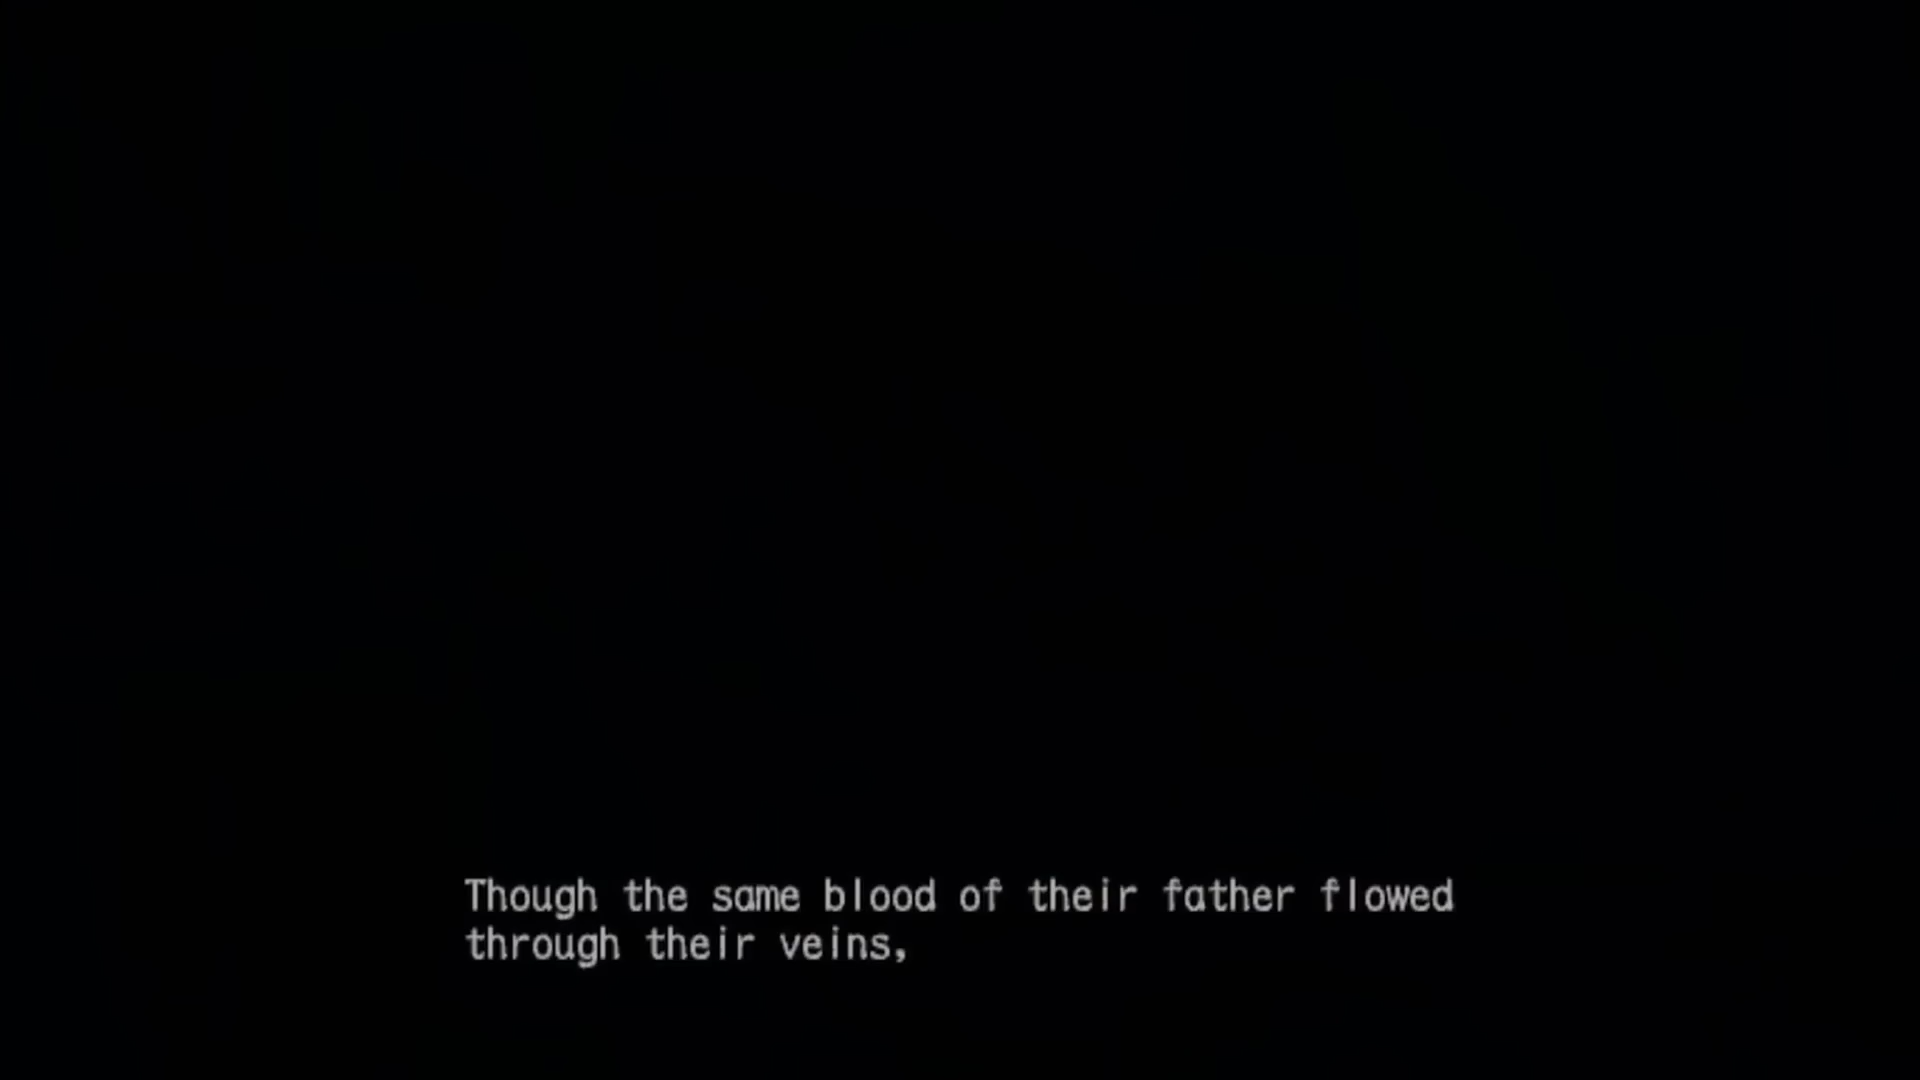 Though the same blood of their father flowed
through their veins,